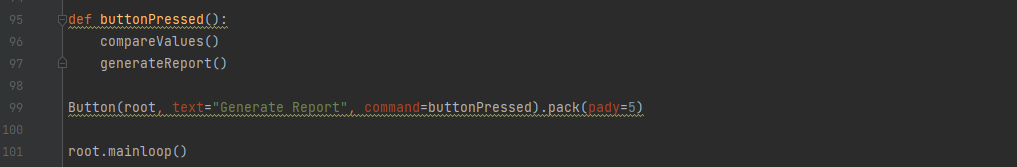 95 def buttonPressed():
96     compareValues()
97     generateReport()
98
99 Button(root, text="Generate Report", command=buttonPressed).pack(pady=5)
100
101 root.mainloop()